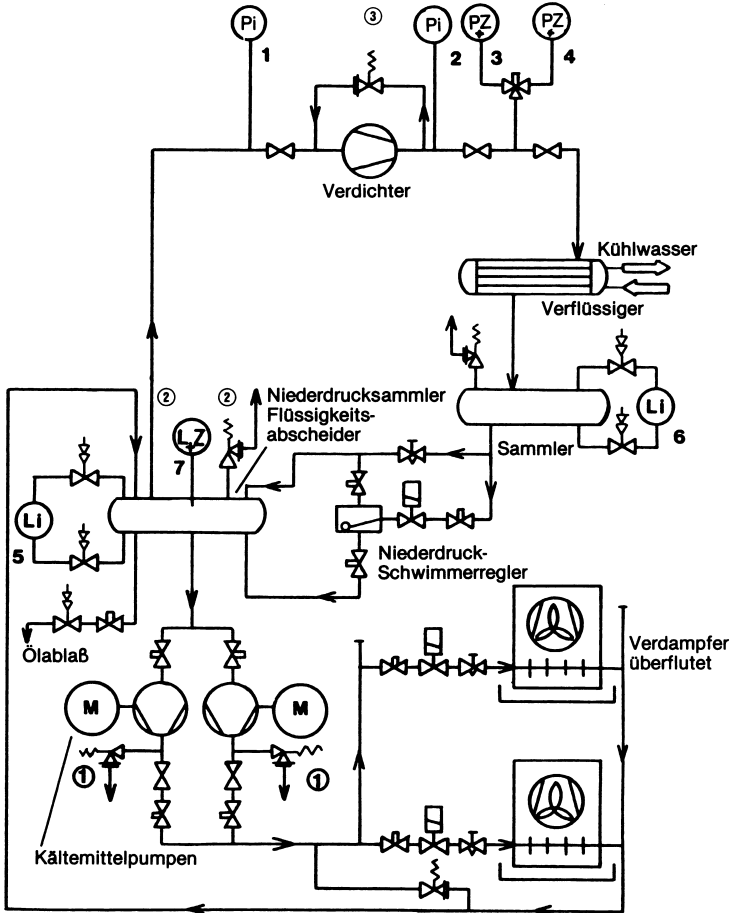 Pi
③
Pi
PZ
PZ
1
2
3
4
Verdichter
Kühlwasser
Verflüssiger
②
②
Niederdrucksammler
Flüssigkeits-
abscheider
LZ
7
Li
Sammler
6
Li
5
Niederdruck-
Schwimmerregler
Ölablaß
Verdampfer
überflutet
M
M
①
①
Kältemittelpumpen